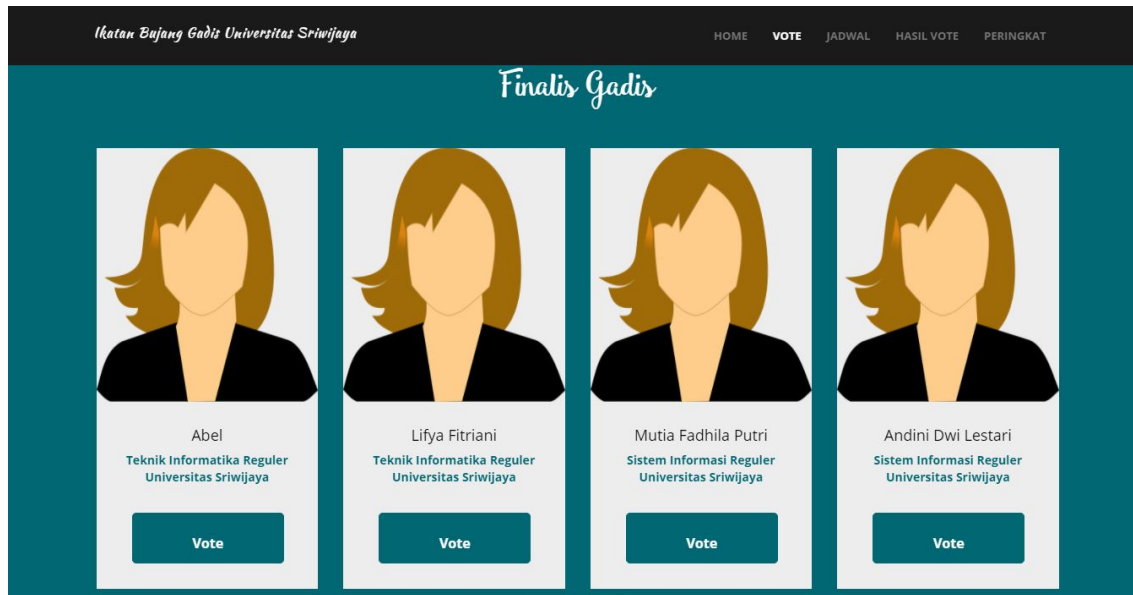 Ikatan Bujang Gadis Universitas Sriwijaya
HOME VOTE JADWAL HASIL VOTE PERINGKAT
Finalis Gadis
Abel
Teknik Informatika Reguler
Universitas Sriwijaya
Vote
Lifya Fitriani
Teknik Informatika Reguler
Universitas Sriwijaya
Vote
Mutia Fadhila Putri
Sistem Informasi Reguler
Universitas Sriwijaya
Vote
Andini Dwi Lestari
Sistem Informasi Reguler
Universitas Sriwijaya
Vote